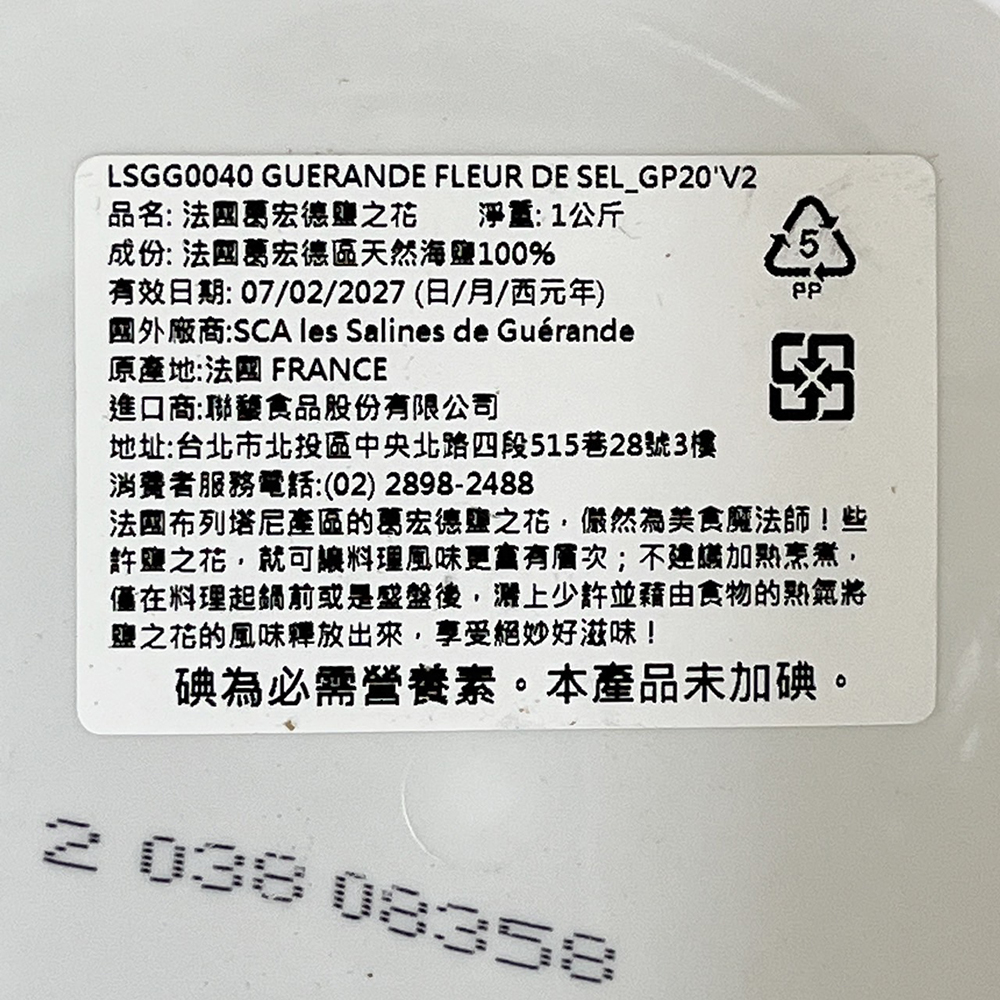 LSGG0040 GUERANDE FLEUR DE SEL_GP20'V2
品名: 法國葛宏德鹽之花 淨重: 1公斤
成份: 法國葛宏德區天然海鹽100%
有效日期: 07/02/2027 (日/月/西元年)
國外廠商:SCA les Salines de Guérande
原產地:法國 FRANCE
進口商:聯馥食品股份有限公司
地址:台北市北投區中央北路四段515巷28號3樓
消費者服務電話:(02) 2898-2488
法國布列塔尼產區的葛宏德鹽之花，儼然為美食魔法師！些
許鹽之花，就可讓料理風味更富有層次；不建議加熱烹煮，
僅在料理起鍋前或是盛盤後，灑上少許並藉由食物的熱氣將
鹽之花的風味釋放出來，享受絕妙好滋味！
碘為必需營養素。本產品未加碘。
5
PP
2 038 08358